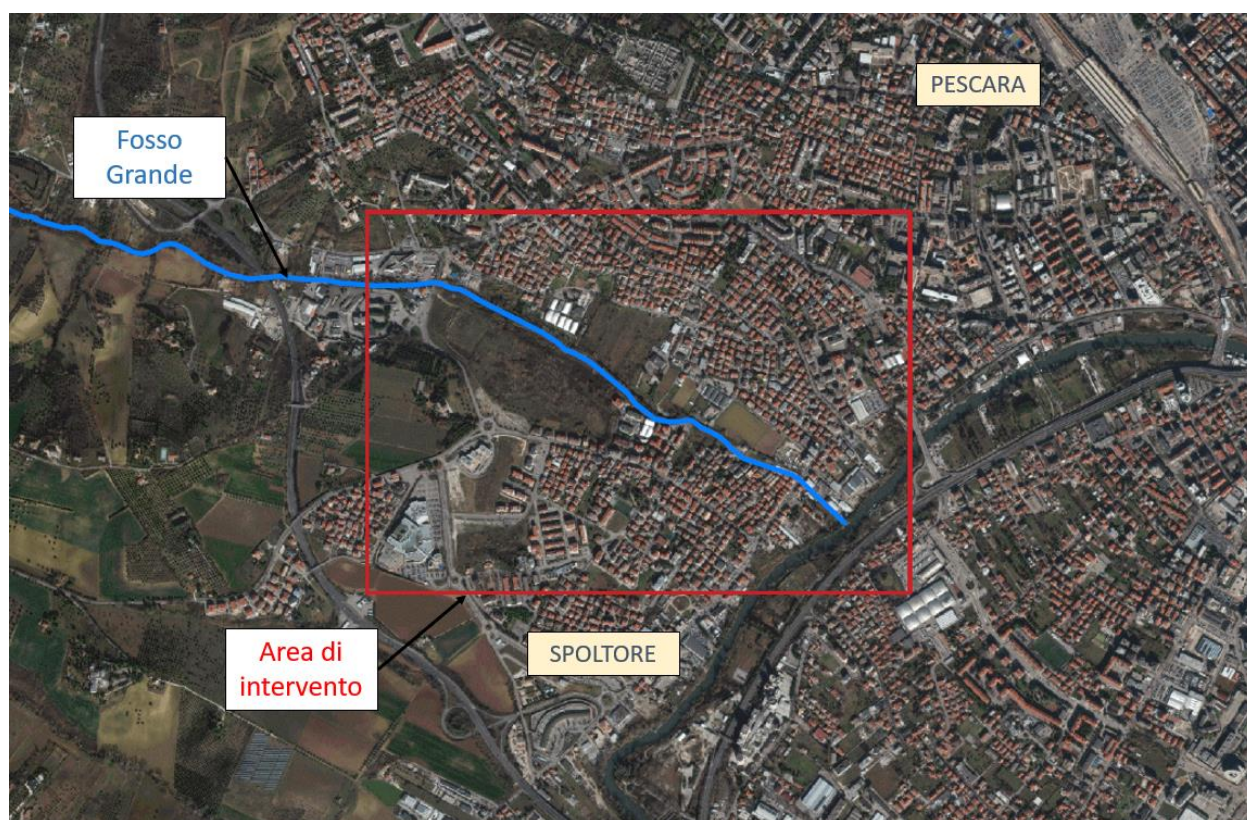 PESCARA
Fosso
Grande
Area di
intervento
SPOLTORE